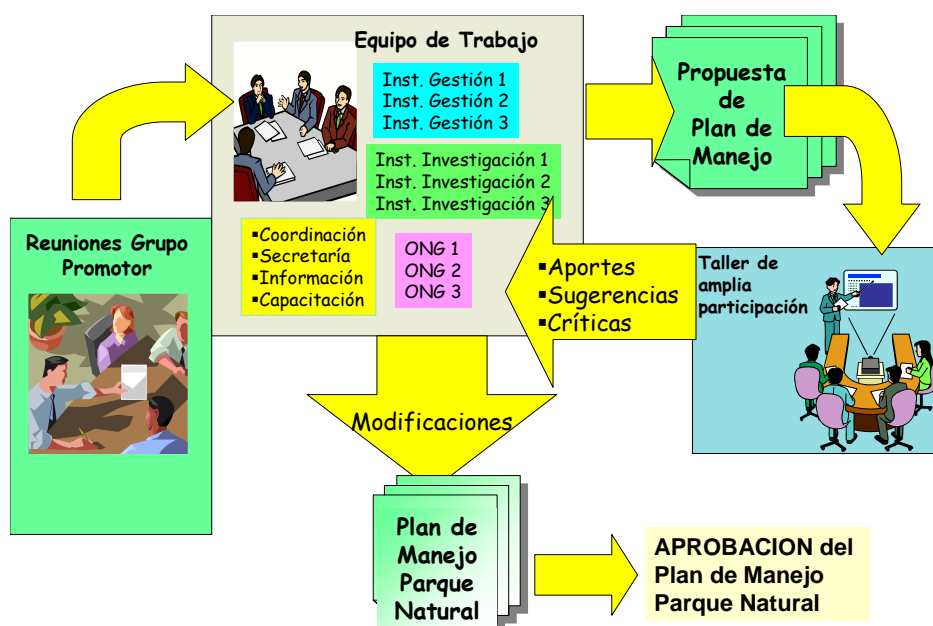 Equipo de Trabajo
Inst. Gestión 1
Inst. Gestión 2
Inst. Gestión 3
Inst. Investigación 1
Inst. Investigación 2
Inst. Investigación 3
▪Coordinación
▪Secretaría
▪Información
▪Capacitación
ONG 1
ONG 2
ONG 3
Propuesta
de
Plan de
Manejo
Reuniones Grupo
Promotor
▪Aportes
▪Sugerencias
▪Críticas
Taller de
amplia
participación
Modificaciones
Plan de
Manejo
Parque
Natural
APROBACION del
Plan de Manejo
Parque Natural